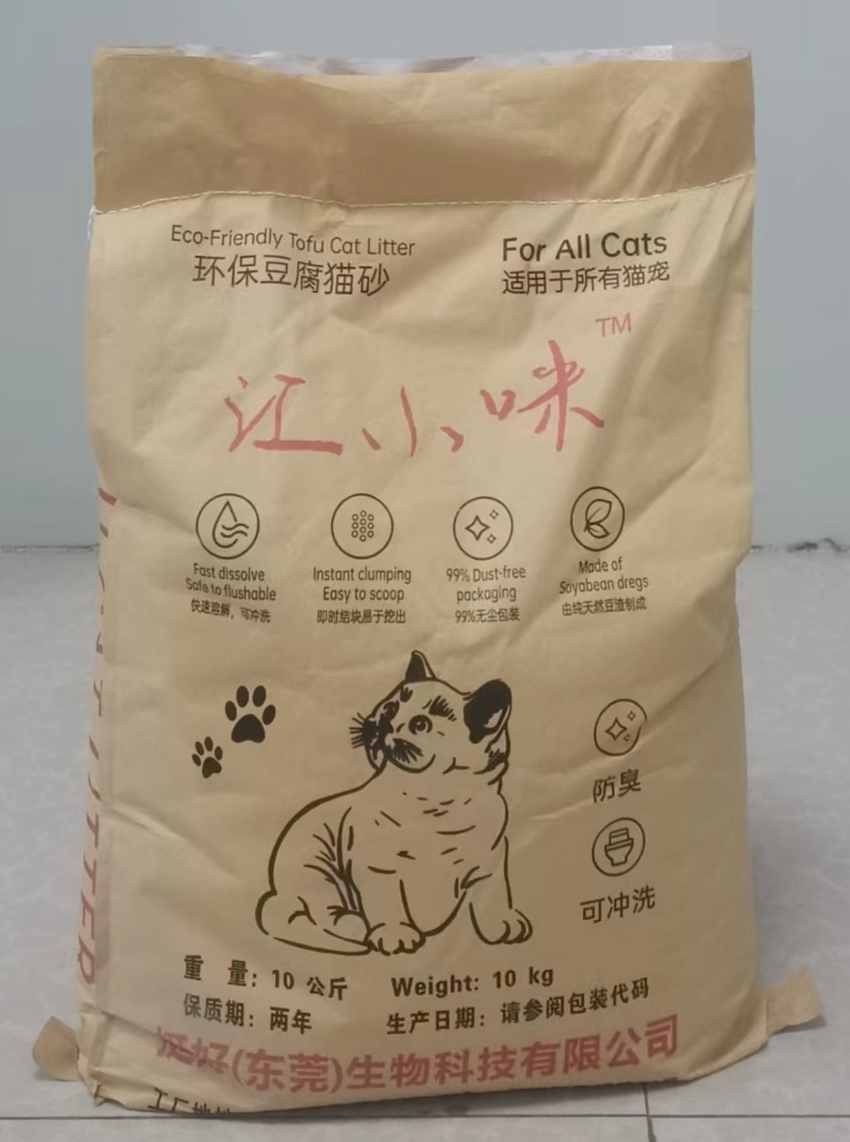 Eco-Friendly Tofu Cat Litter
环保豆腐猫砂
For All Cats
适用于所有猫宠
TM
江小咪
Fast dissolve
Safe to flushable
快速溶解，可冲洗
Instant clumping
Easy to scoop
即时结块易于挖出
99% Dust-free
packaging
99%无尘包装
Made of
Soyabean dregs
由纯天然豆渣制成
防臭
可冲洗
重 量: 10 公斤
Weight: 10 kg
保质期: 两年
生产日期: 请参阅包装代码
挺好(东莞)生物科技有限公司
LITTER